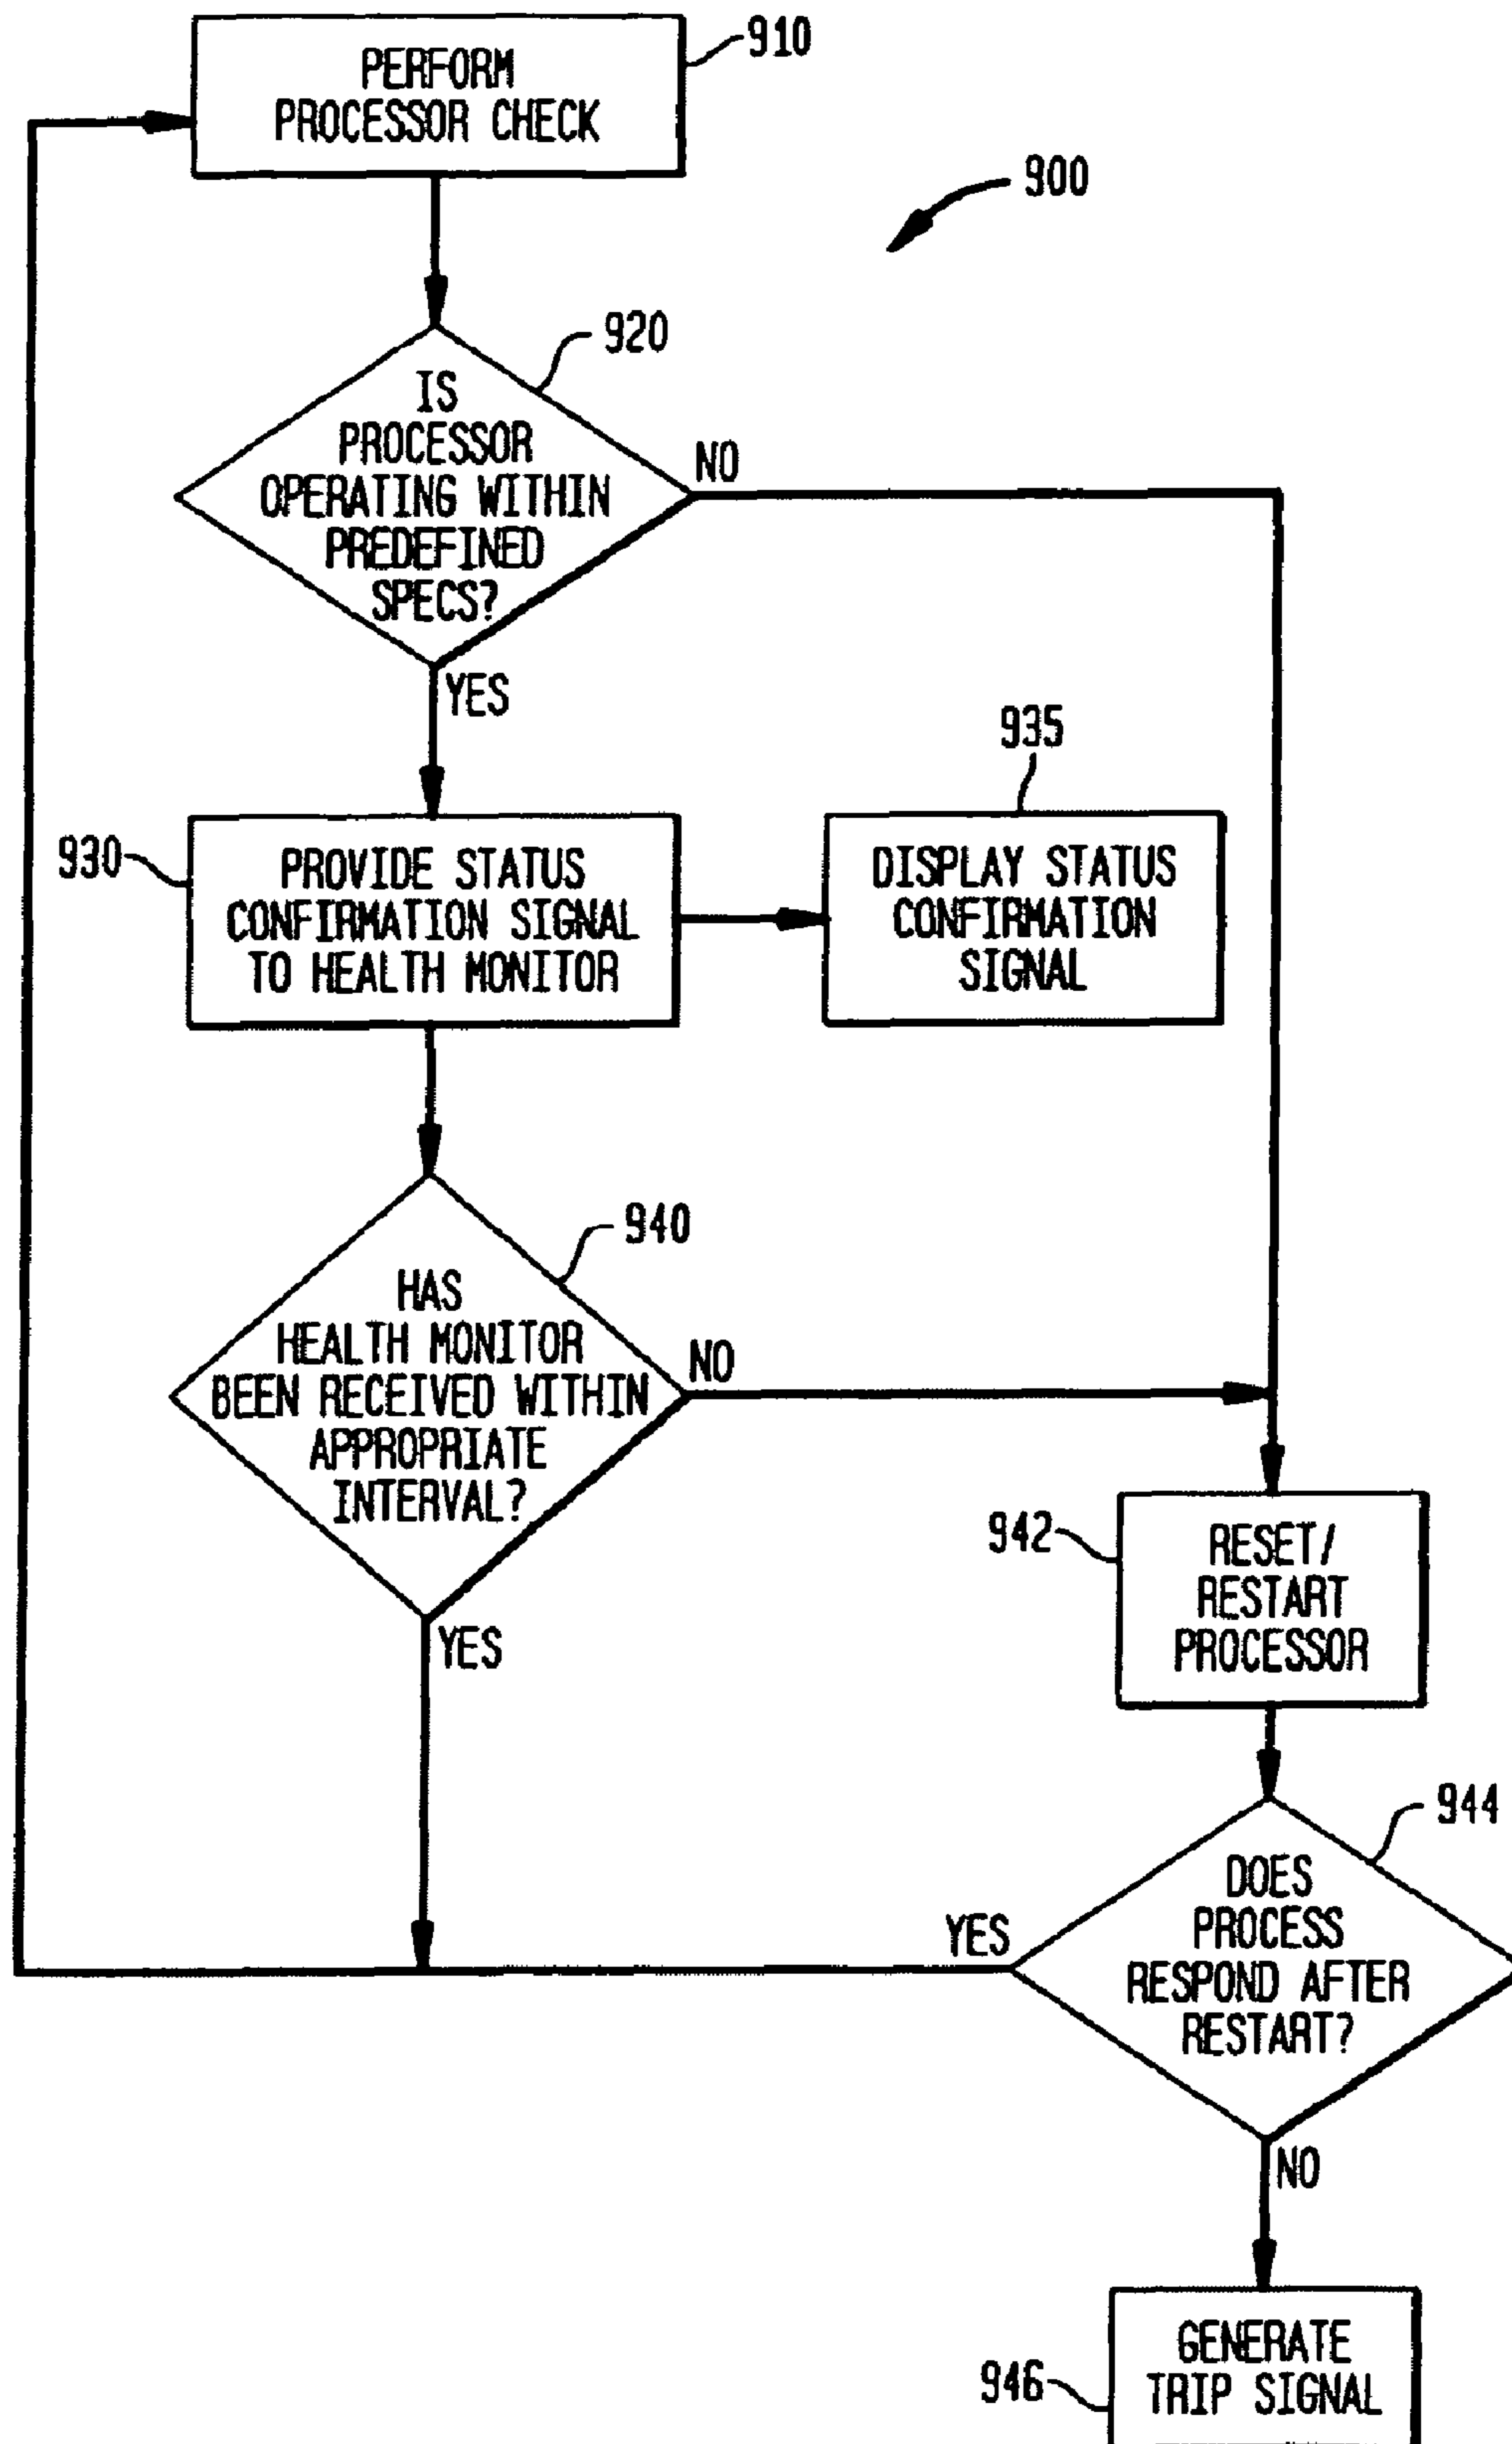 910
PERFORM
PROCESSOR CHECK
900
920
IS
PROCESSOR
OPERATING WITHIN
PREDEFINED
SPECS?
NO
YES
935
930
PROVIDE STATUS
CONFIRMATION SIGNAL
TO HEALTH MONITOR
DISPLAY STATUS
CONFIRMATION
SIGNAL
940
HAS
HEALTH MONITOR
BEEN RECEIVED WITHIN
APPROPRIATE
INTERVAL?
NO
YES
942
RESET/
RESTART
PROCESSOR
944
DOES
PROCESS
RESPOND AFTER
RESTART?
YES
NO
946
GENERATE
TRIP SIGNAL